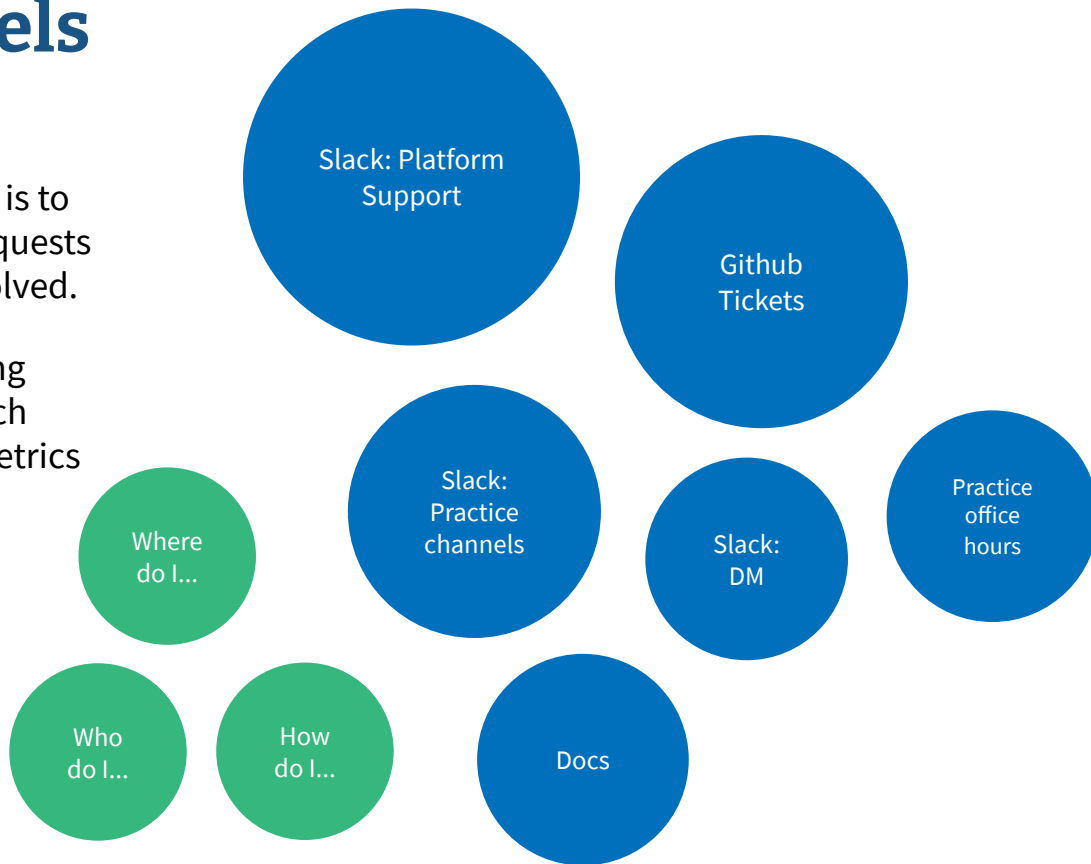 els
is to
quests
olved.
ng
ch
etrics
Slack: Platform
Support
Github
Tickets
Slack:
Practice
channels
Slack:
DM
Practice
office
hours
Where
do I...
Who
do I...
How
do I...
Docs